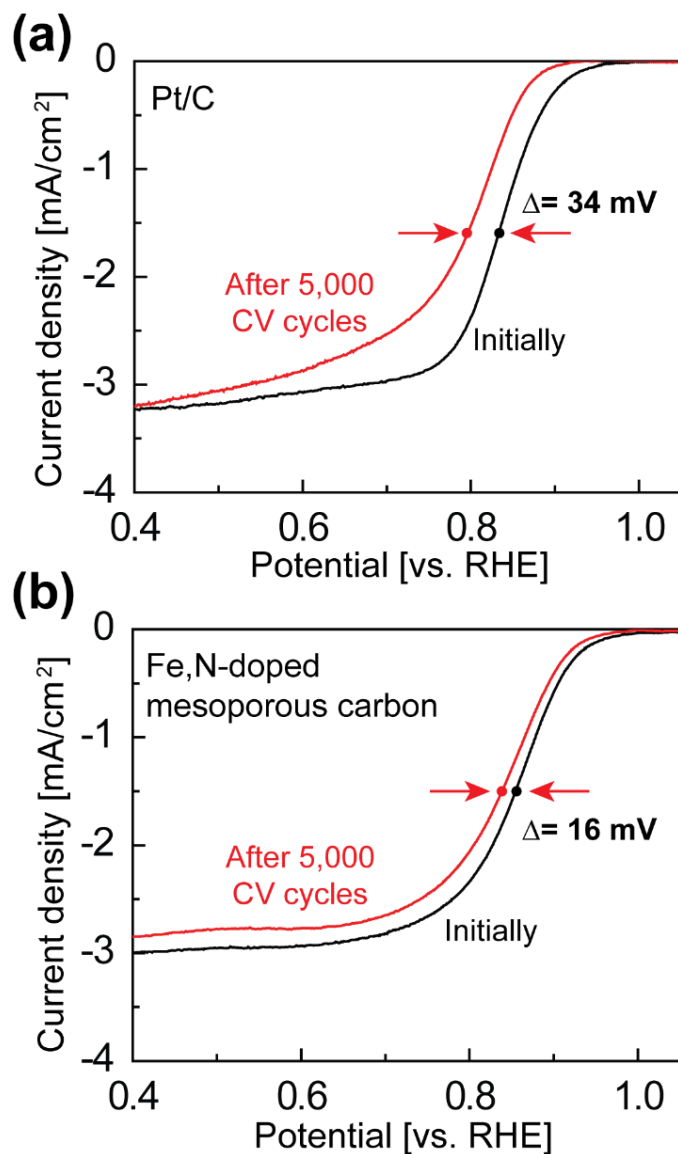 (a)
0
Pt/C
-1
Δ= 34 mV
-2
After 5,000
CV cycles
Initially
-3
-4
0.4
0.6
0.8
1.0
Current density [mA/cm²]
Potential [vs. RHE]
(b)
0
Fe,N-doped
mesoporous carbon
-1
Δ= 16 mV
-2
After 5,000
CV cycles
Initially
-3
-4
0.4
0.6
0.8
1.0
Current density [mA/cm²]
Potential [vs. RHE]